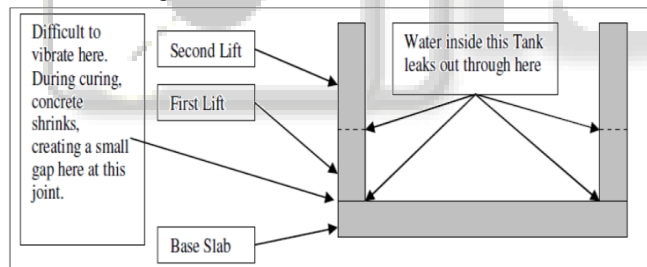 Difficult to
vibrate here.
During curing,
concrete
shrinks,
creating a small
gap here at this
joint.
Second Lift
First Lift
Base Slab
Water inside this Tank
leaks out through here